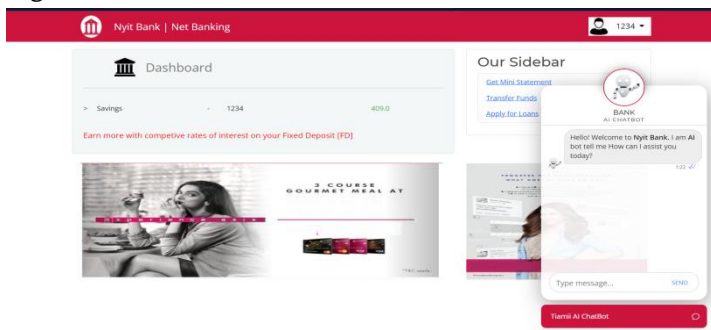 Nyit Bank | Net Banking
1234
Dashboard
> Savings - 1234 409.0
Earn more with competive rates of interest on your Fixed Deposit [FD]
Our Sidebar
Get Mini Statement
Transfer Funds
Apply for Loans
3 COURSE
GOURMET MEAL AT
BANK
AI CHATBOT
Hello! Welcome to Nyit Bank. I am AI
bot tell me How can I assist you
today?
1:22
Type message...
SEND
Tiamii AI ChatBot